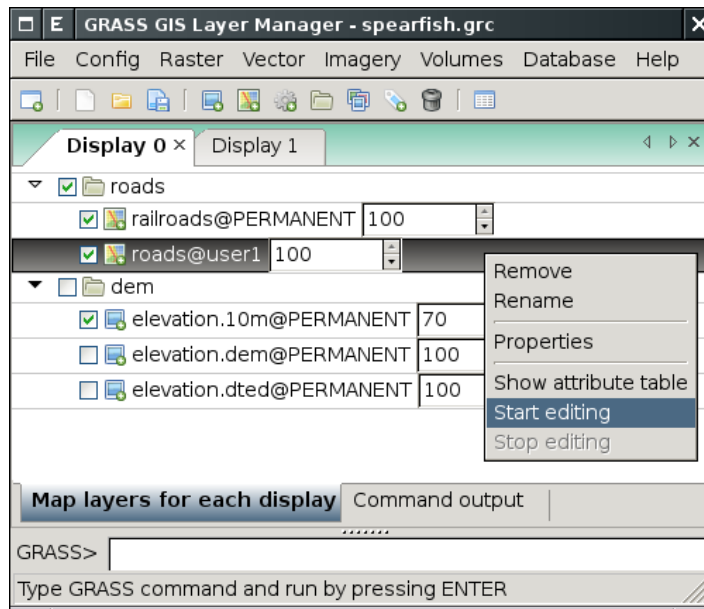 E GRASS GIS Layer Manager - spearfish.grc
File Config Raster Vector Imagery Volumes Database Help
Display 0 Display 1
roads
railroads@PERMANENT 100
roads@user1 100
dem
elevation.10m@PERMANENT 70
elevation.dem@PERMANENT 100
elevation.dted@PERMANENT 100
Remove
Rename
Properties
Show attribute table
Start editing
Stop editing
Map layers for each display Command output
GRASS>
Type GRASS command and run by pressing ENTER